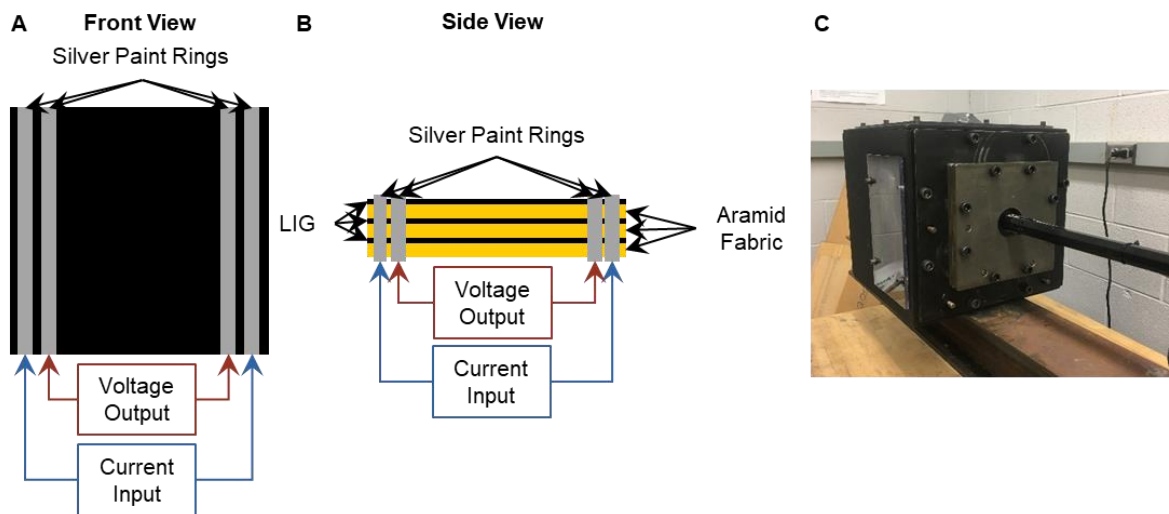 A
Front View
Silver Paint Rings
Voltage
Output
Current
Input
B
Side View
Silver Paint Rings
LIG
Aramid
Fabric
Voltage
Output
Current
Input
C